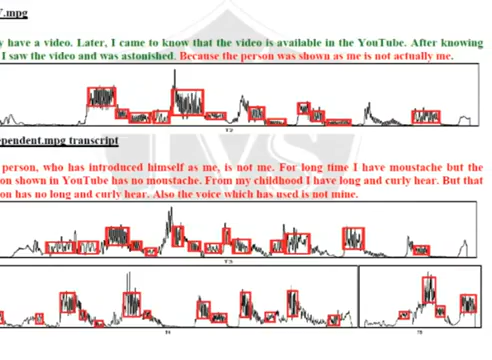 V.mpg
y have a video. Later, I came to know that the video is available in the YouTube. After knowing
I saw the video and was astonished. Because the person was shown as me is not actually me.
ependent.mpg transcript
person, who has introduced himself as me, is not me. For long time I have moustache but the
on shown in YouTube has no moustache. From my childhood I have long and curly hear. But that
on has no long and curly hear. Also the voice which has used is not mine.